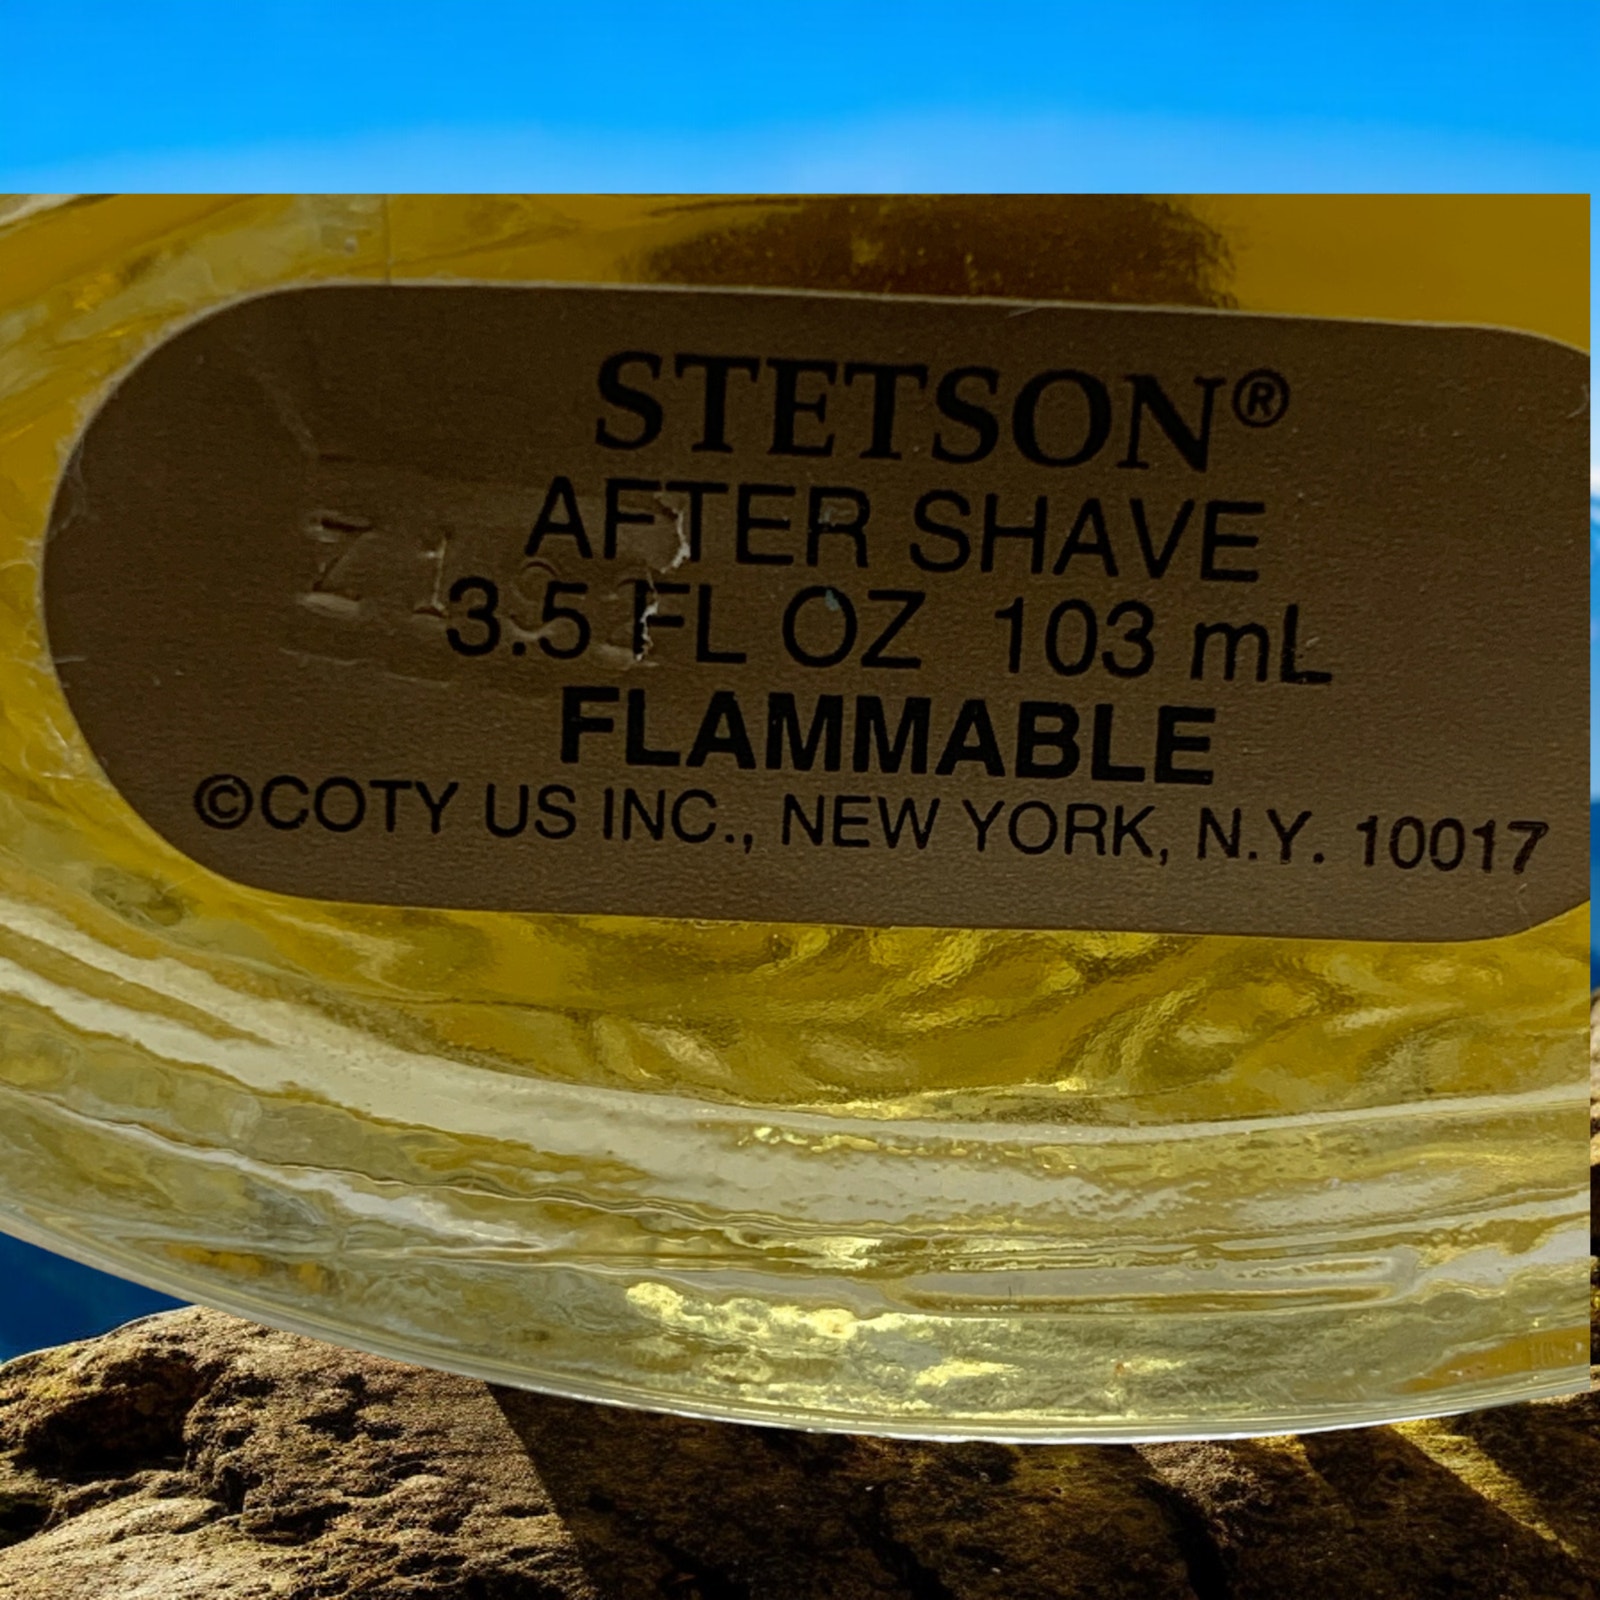 STETSON®
AFTER SHAVE
3.5 FL OZ 103 mL
FLAMMABLE
©COTY US INC., NEW YORK, N.Y. 10017